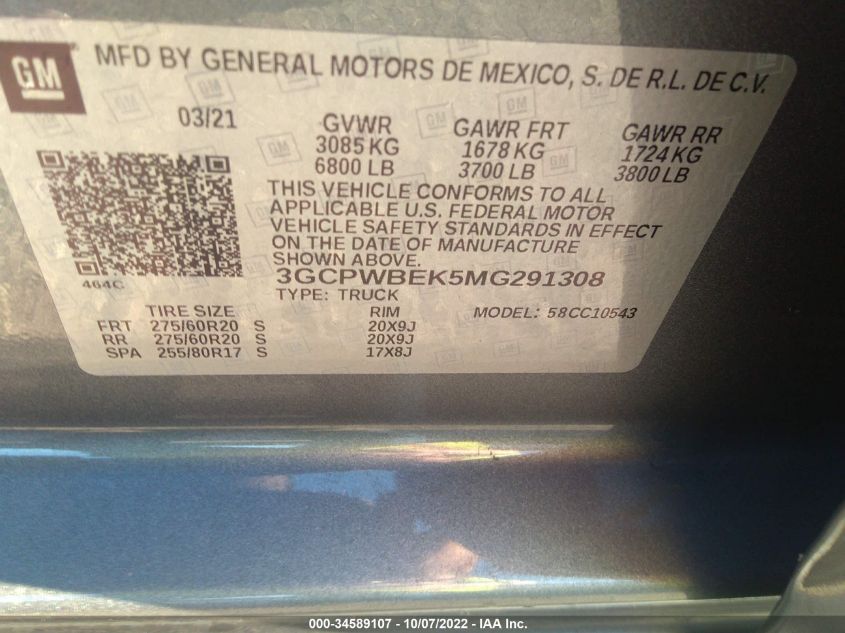 GM
MFD BY GENERAL MOTORS DE MEXICO, S. DE R.L. DE C.V.
03/21 GVWR GAWR FRT GAWR RR
3085 KG 1678 KG 1724 KG
6800 LB 3700 LB 3800 LB
THIS VEHICLE CONFORMS TO ALL
APPLICABLE U.S. FEDERAL MOTOR
VEHICLE SAFETY STANDARDS IN EFFECT
ON THE DATE OF MANUFACTURE
SHOWN ABOVE.
464C 3GCPWBEK5MG291308
TYPE: TRUCK
TIRE SIZE RIM MODEL: 58CC10543
FRT 275/60R20 S 20X9J
RR 275/60R20 S 20X9J
SPA 255/80R17 S 17X8J
000-34589107 - 10/07/2022 - IAA Inc.